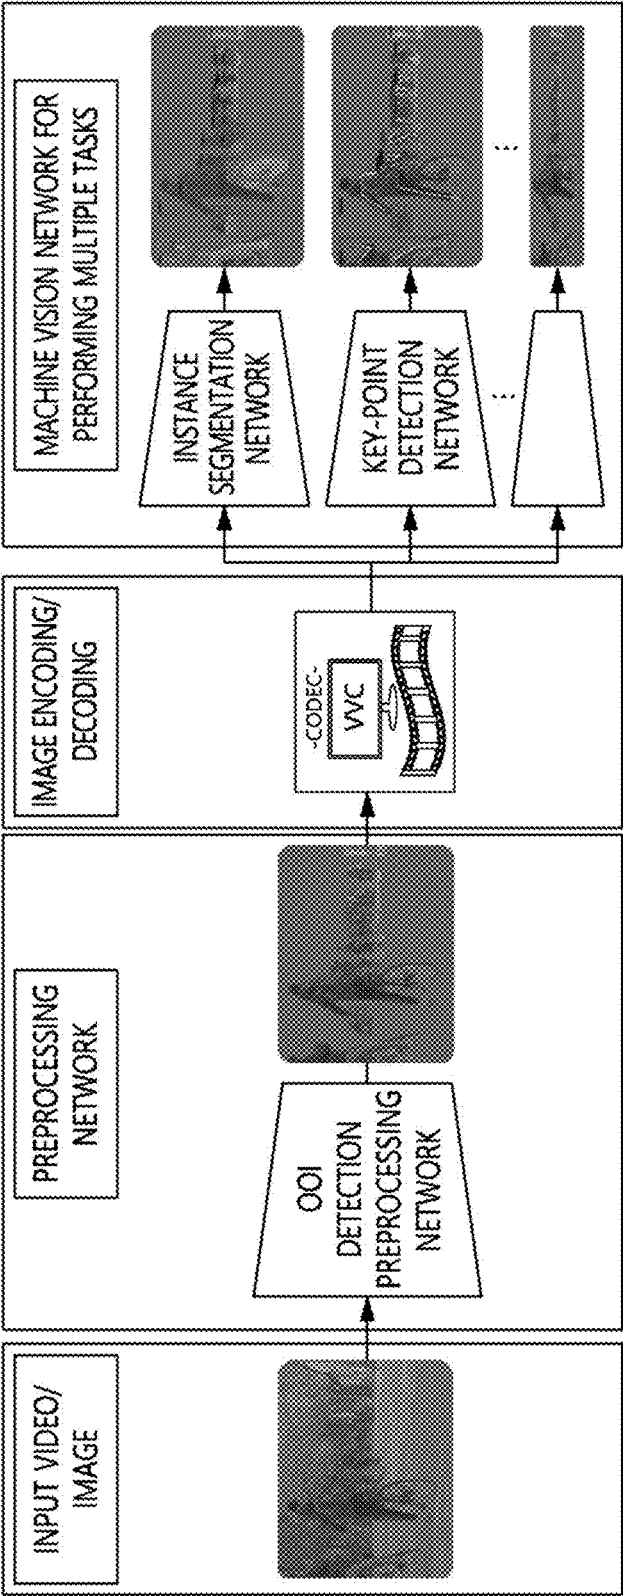 INPUT VIDEO/
IMAGE
PREPROCESSING
NETWORK
OOI
DETECTION
PREPROCESSING
NETWORK
IMAGE ENCODING/
DECODING
-CODEC-
VVC
MACHINE VISION NETWORK FOR
PERFORMING MULTIPLE TASKS
INSTANCE
SEGMENTATION
NETWORK
KEY-POINT
DETECTION
NETWORK
...
...